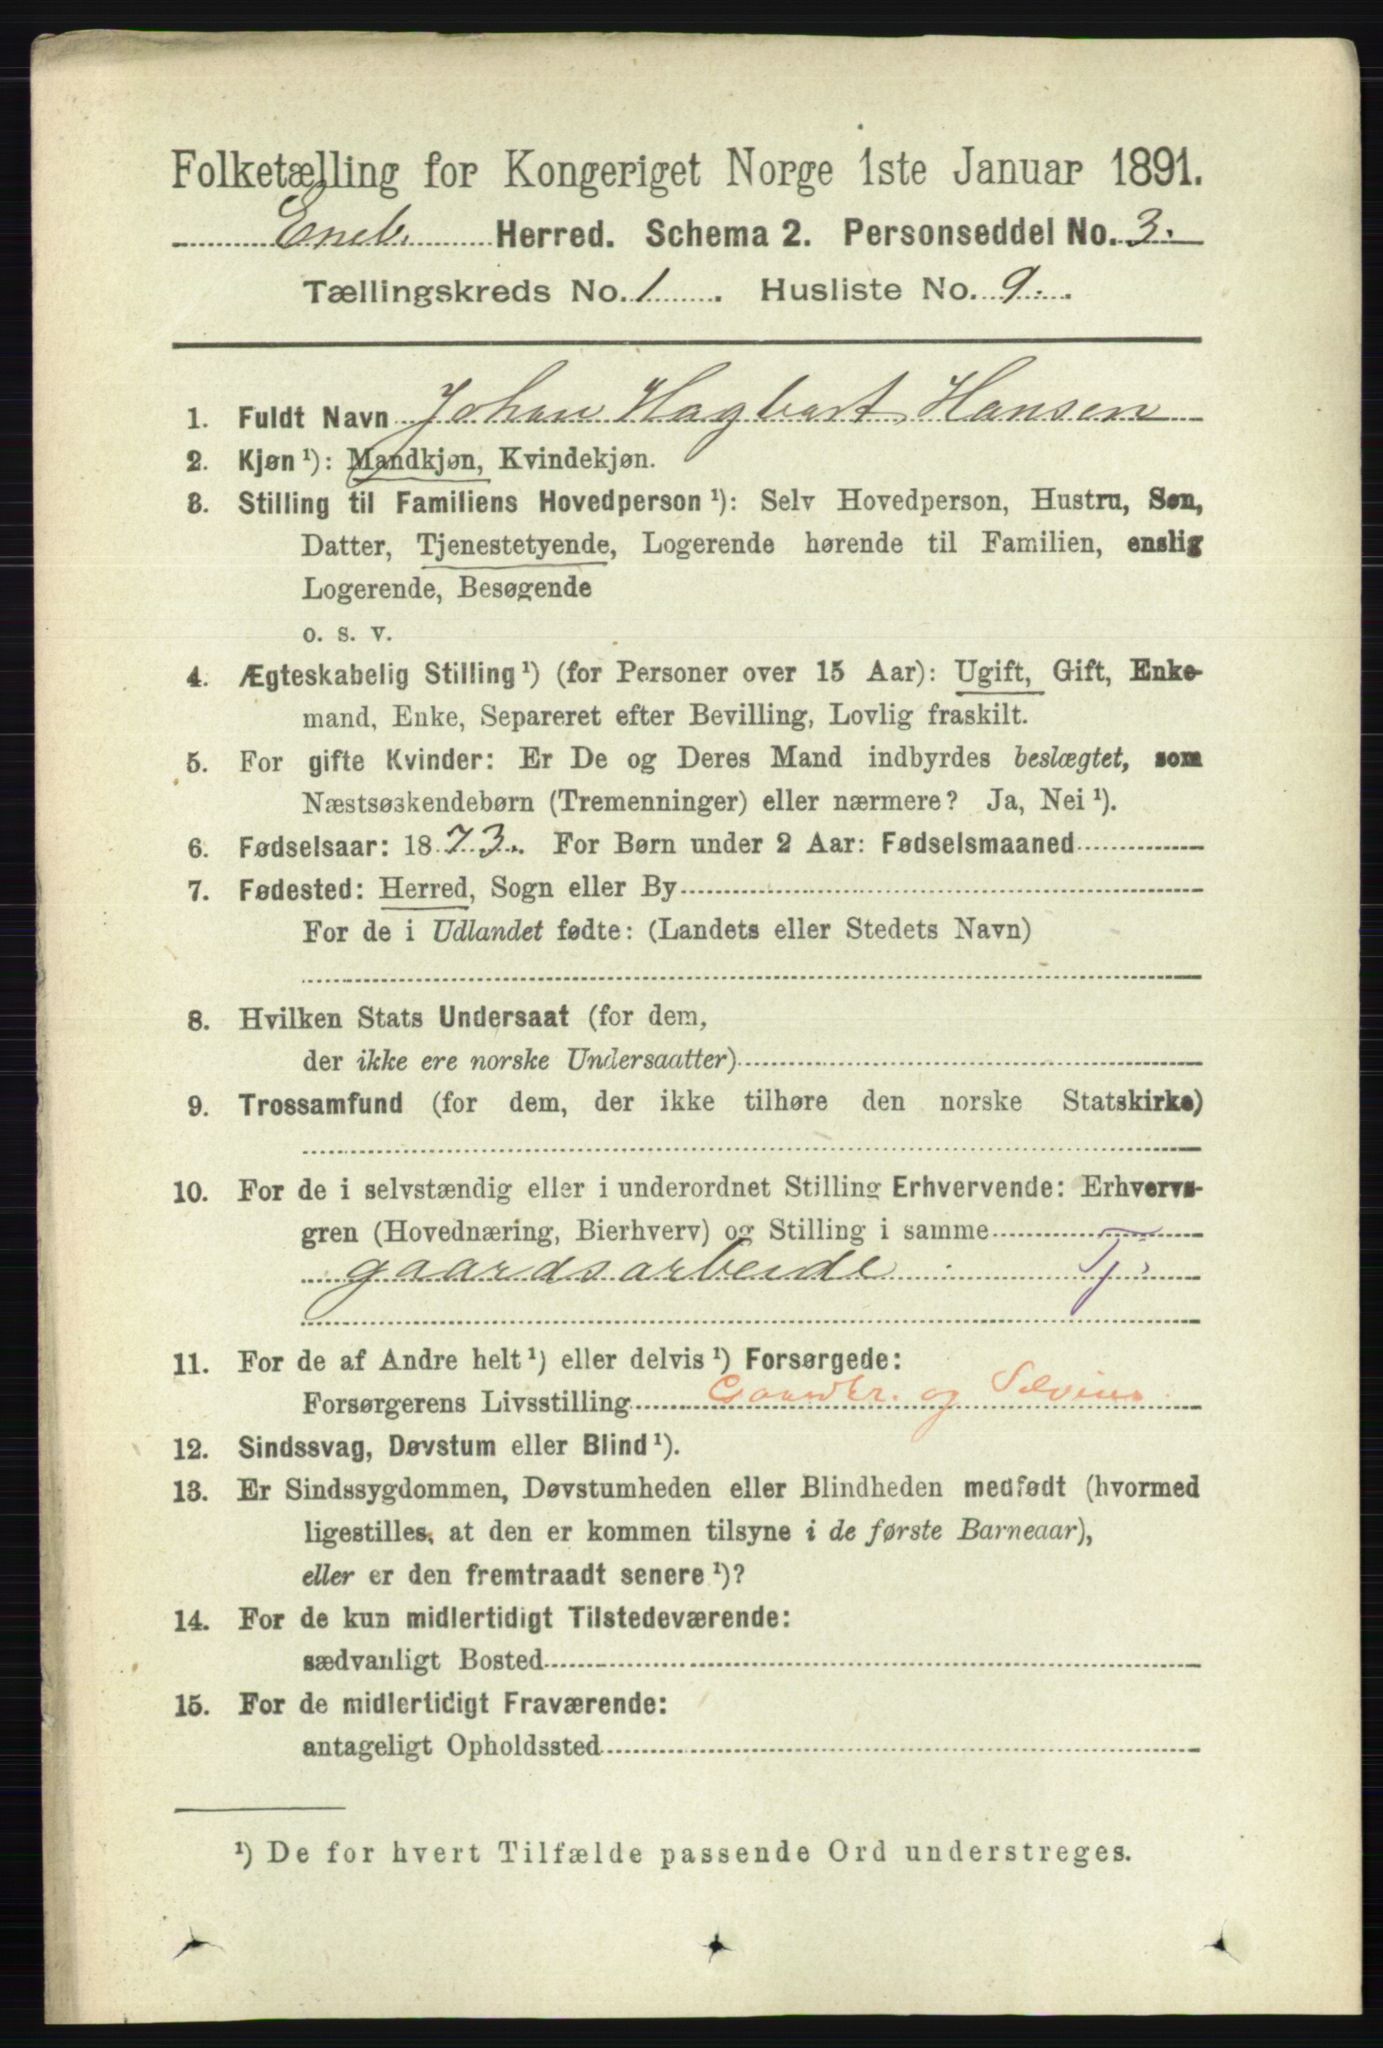 Folketælling for Kongeriget Norge 1ste Januar 1891.
Eneb. Herred. Schema 2. Personseddel No. 3.
Tællingskreds No. 1. Husliste No. 9.
1. Fuldt Navn Johan Hagbart Hansen
2. Kjøn ¹): Mandkjøn, Kvindekjøn.
3. Stilling til Familiens Hovedperson ¹): Selv Hovedperson, Hustru, Søn,
Datter, Tjenestetyende, Logerende hørende til Familien, enslig
Logerende, Besøgende
o. s. v.
4. Ægteskabelig Stilling ¹) (for Personer over 15 Aar): Ugift, Gift, Enke-
mand, Enke, Separeret efter Bevilling, Lovlig fraskilt.
5. For gifte Kvinder: Er De og Deres Mand indbyrdes beslægtet, som
Næstsøskendebørn (Tremenninger) eller nærmere? Ja, Nei ¹).
6. Fødselsaar: 1873. For Børn under 2 Aar: Fødselsmaaned
7. Fødested: Herred, Sogn eller By
For de i Udlandet fødte: (Landets eller Stedets Navn)
8. Hvilken Stats Undersaat (for dem,
der ikke ere norske Undersaatter)
9. Trossamfund (for dem, der ikke tilhøre den norske Statskirke)
10. For de i selvstændig eller i underordnet Stilling Erhvervende: Erhvervs-
gren (Hovednæring, Bierhverv) og Stilling i samme
gaardsarbeide Tj.
11. For de af Andre helt ¹) eller delvis ¹) Forsørgede:
Forsørgerens Livsstilling Gaardbr. og
12. Sindssvag, Døvstum eller Blind ¹).
13. Er Sindssygdommen, Døvstumheden eller Blindheden medfødt (hvormed
ligestilles, at den er kommen tilsyne i de første Barneaar),
eller er den fremtraadt senere ¹)?
14. For de kun midlertidigt Tilstedeværende:
sædvanligt Bosted
15. For de midlertidigt Fraværende:
antageligt Opholdssted
¹) De for hvert Tilfælde passende Ord understreges.